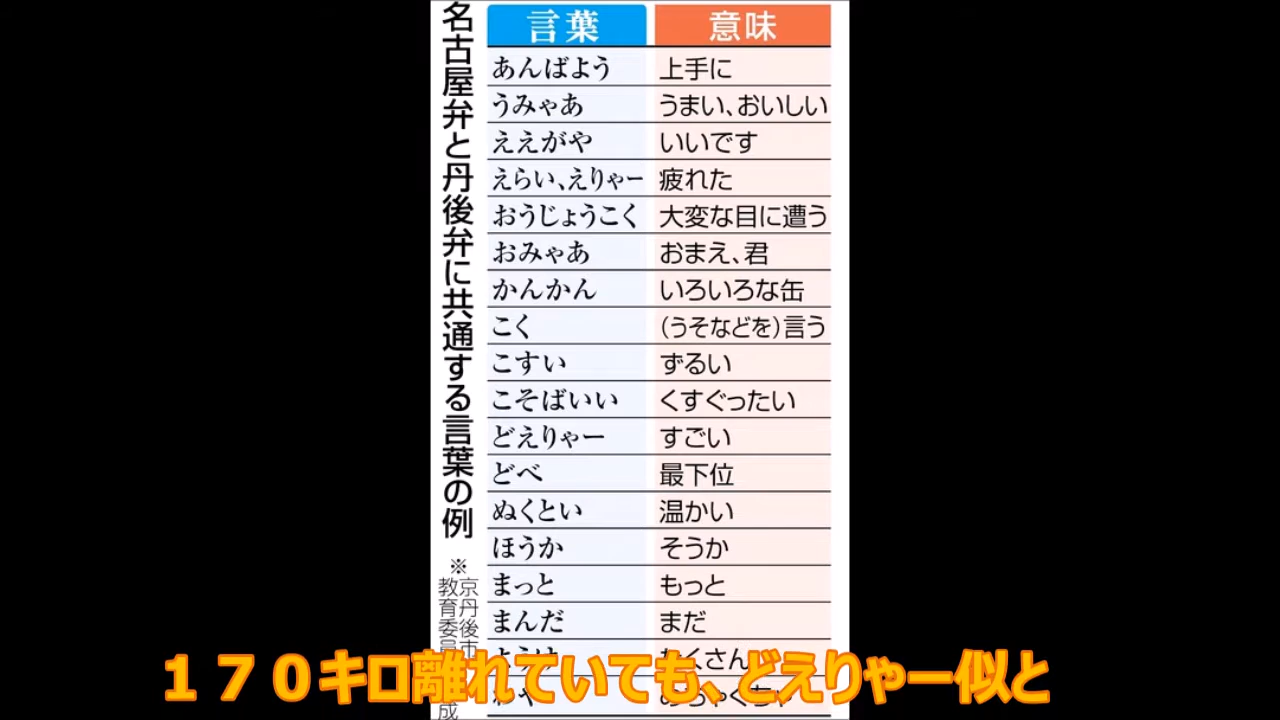 名古屋弁と丹後弁に共通する言葉の例
言葉 意味
あんばよう 上手に
うみゃあ うまい、おいしい
ええがや いいです
えらい、えりゃー 疲れた
おうじょうこく 大変な目に遭う
おみゃあ おまえ、君
かんかん いろいろな缶
こく （うそなどを）言う
こすい ずるい
こそばいい くすぐったい
どえりゃー すごい
どべ 最下位
ぬくとい 温かい
ほうか そうか
まっと もっと
まんだ まだ
たくさん
※京丹後市
教育委員
成
１７０キロ離れていても、どえりゃー似と